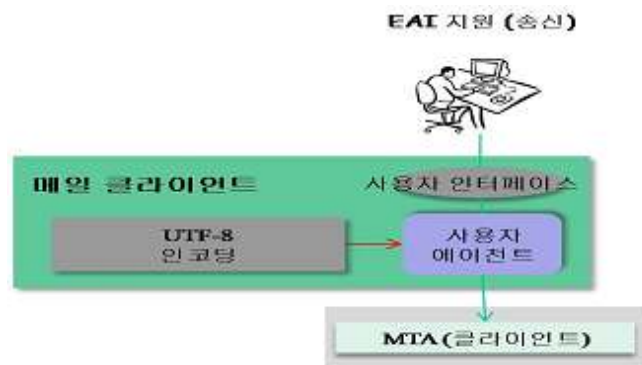 EAI 지원 (송신)
메일 클라이언트
사용자 인터페이스
UTF-8
인코딩
사용자
에이전트
MTA(클라이언트)